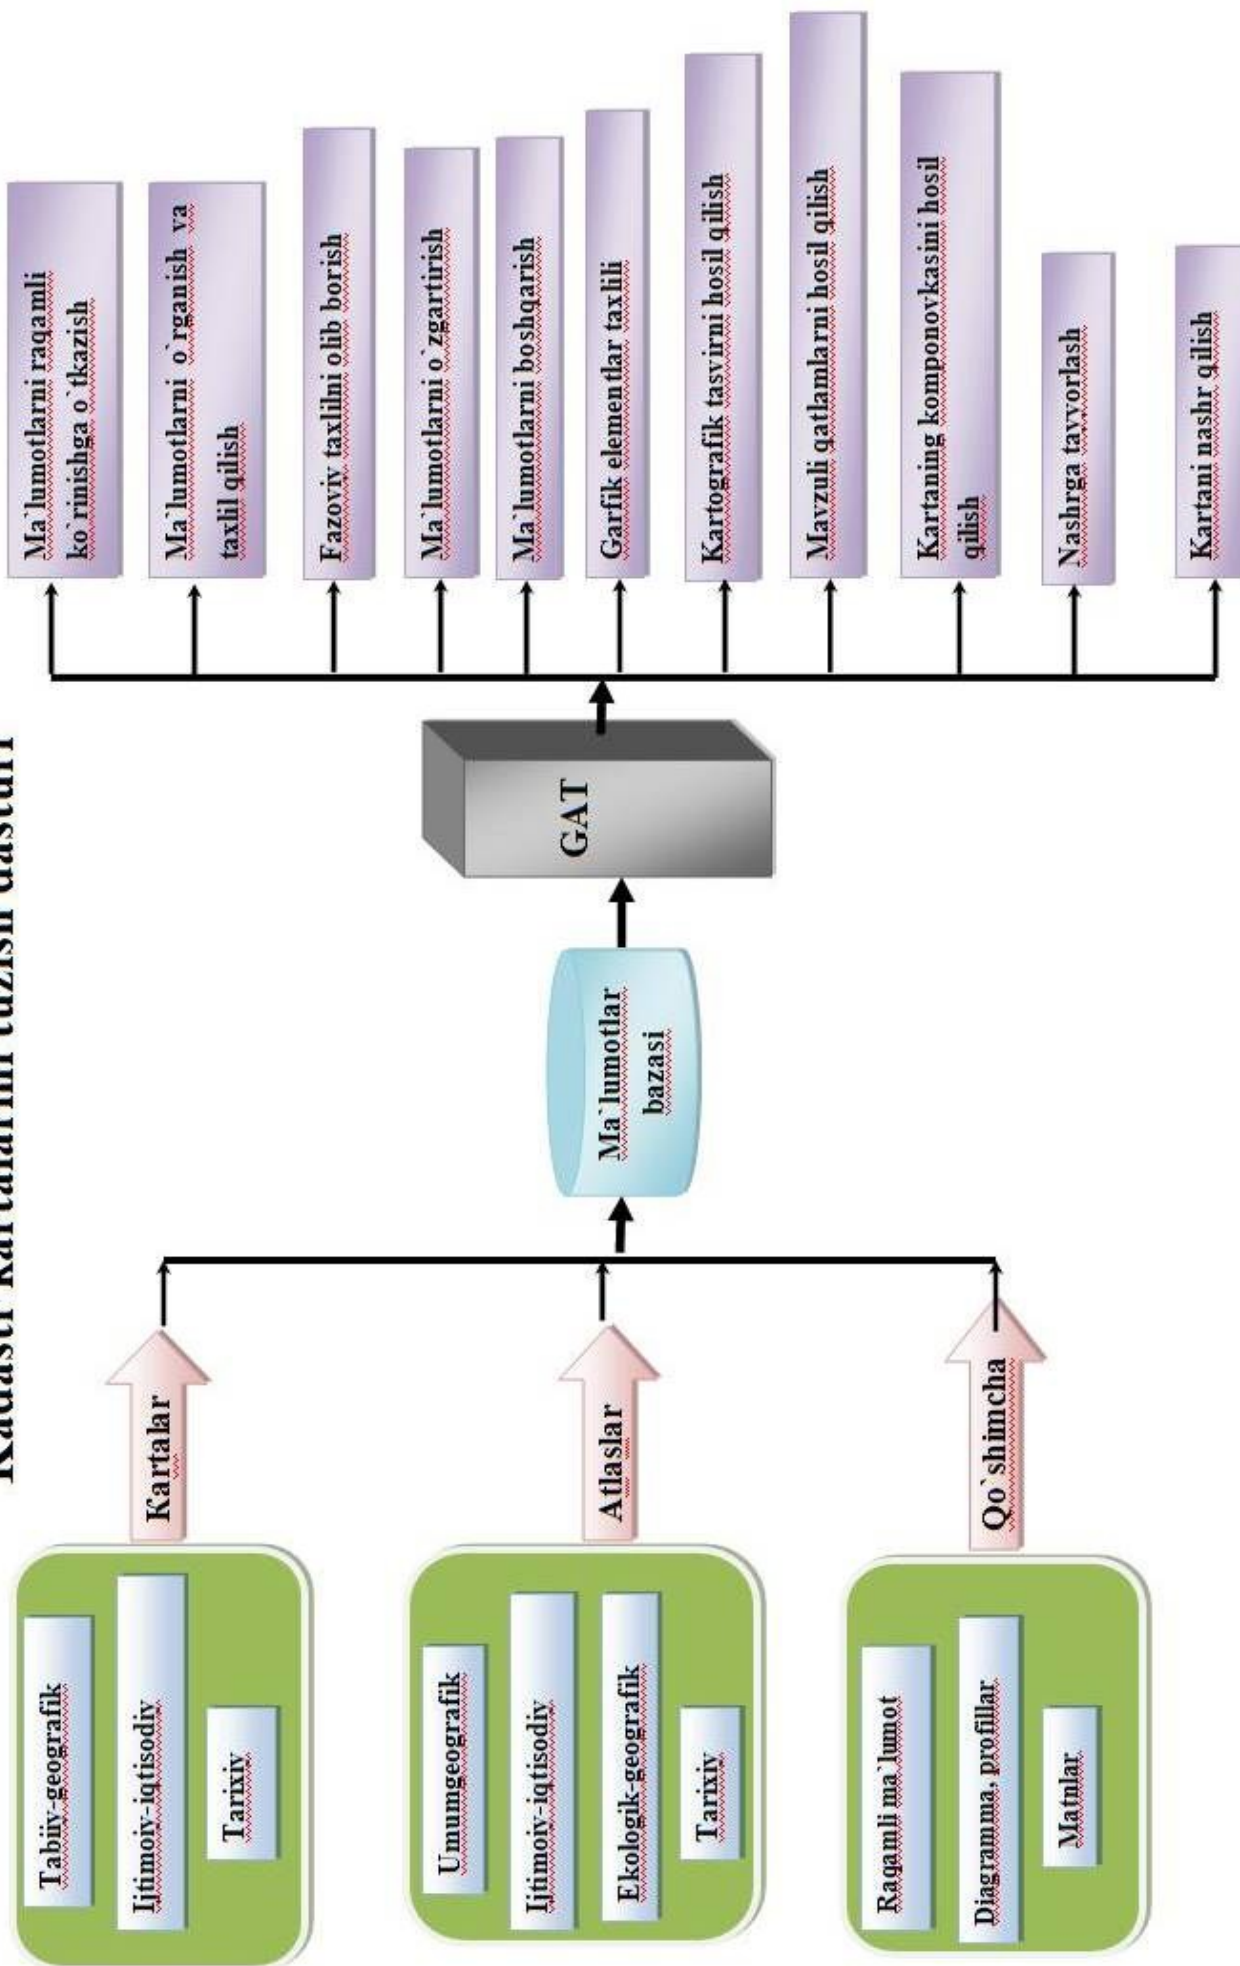 Kadastr kartalarni tuzish dasturi
Tabiiy-geografik
Ijtimoiy-iqtisodiy
Tarixiy
Kartalar
Umumgeografik
Ijtimoiy-iqtisodiy
Ekologik-geografik
Tarixiy
Atlaslar
Raqamli ma`lumot
Diagramma, profillar
Matnlar
Qo`shimcha
Ma`lumotlar
bazasi
GAT
Ma`lumotlarni raqamli
ko`rinishga o`tkazish
Ma`lumotlarni o`rganish va
taxlil qilish
Fazoviy taxlilni olib borish
Ma`lumotlarni o`zgartirish
Ma`lumotlarni boshqarish
Garfik elementlar taxlili
Kartografik tasvirni hosil qilish
Mavzuli qatlamlarni hosil qilish
Kartaning komponovkasini hosil
qilish
Nashrga tavvorlash
Kartani nashr qilish